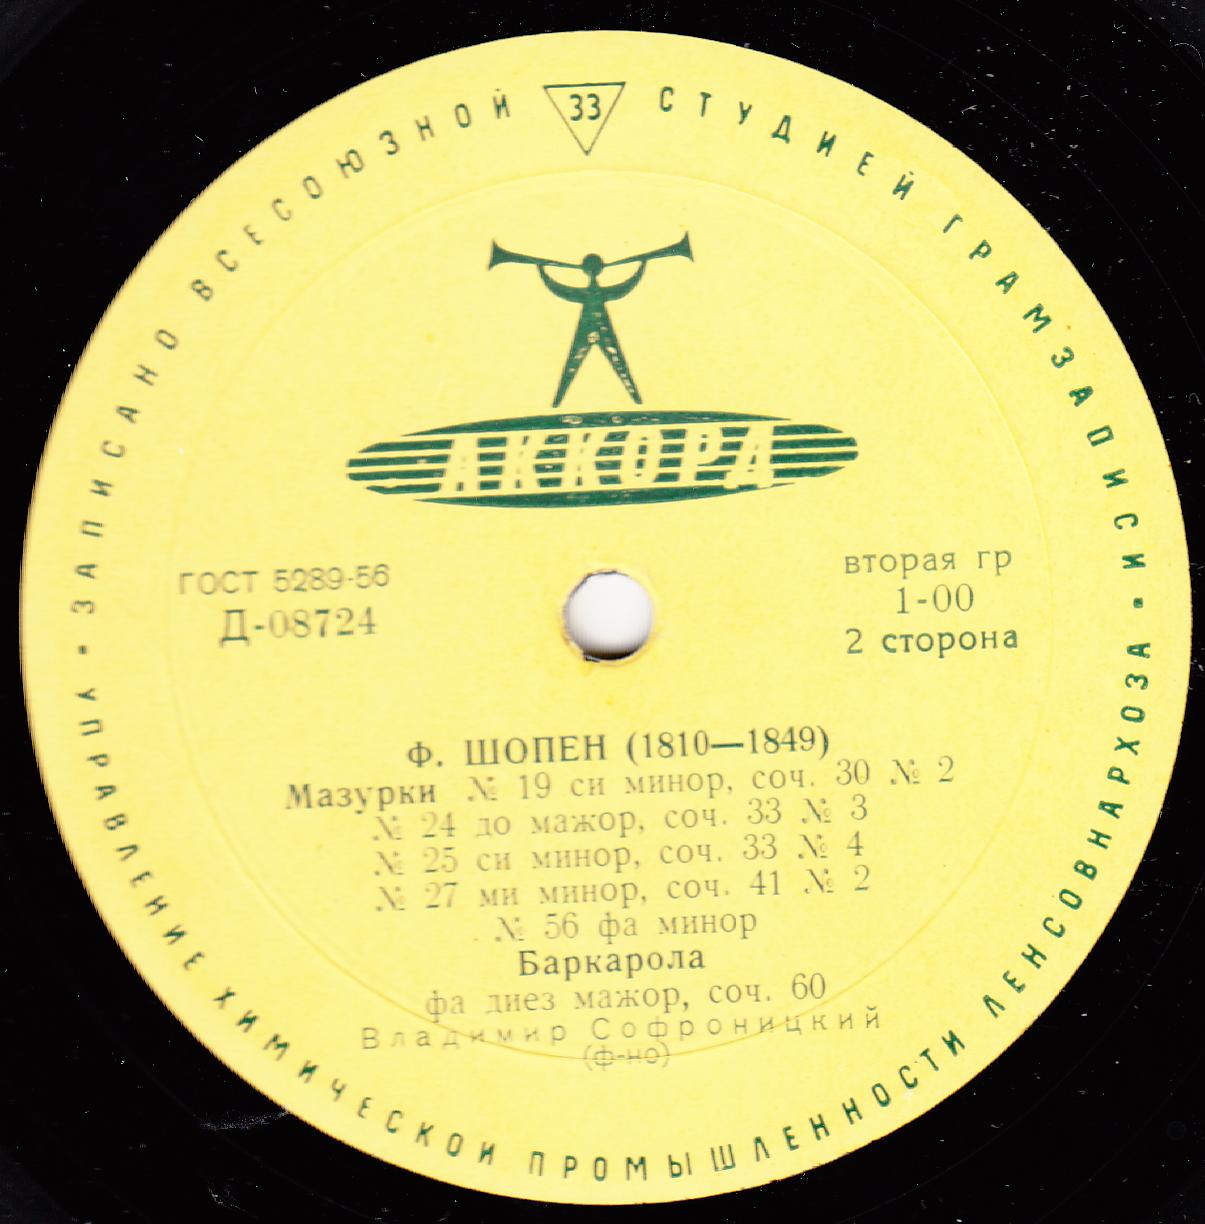 • ЗАПИСАНО ВСЕСОЮЗНОЙ 33 СТУДИЕЙ ГРАМЗАПИСИ •
АККОРД
ГОСТ 5289-56
Д-08724
вторая гр
1-00
2 сторона
Ф. ШОПЕН (1810—1849)
Мазурки № 19 си минор, соч. 30 № 2
№ 24 до мажор, соч. 33 № 3
№ 25 си минор, соч. 33 № 4
№ 27 ми минор, соч. 41 № 2
№ 56 фа минор
Баркарола
фа диез мажор, соч. 60
Владимир Софроницкий
(ф-но)
УПРАВЛЕНИЕ ХИМИЧЕСКОЙ ПРОМЫШЛЕННОСТИ ЛЕНСОВНАРХОЗА